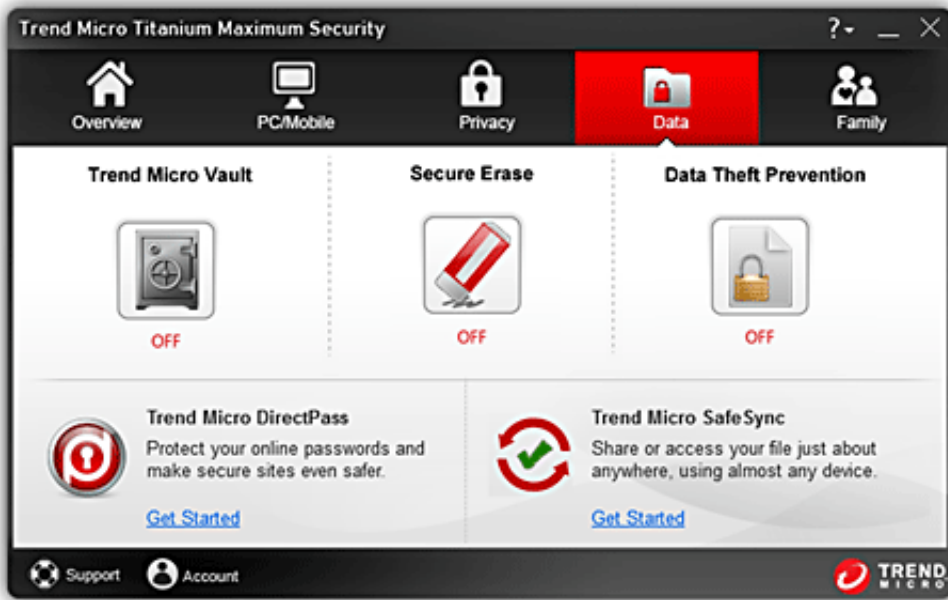 Trend Micro Titanium Maximum Security
?
Overview
PC/Mobile
Privacy
Data
Family
Trend Micro Vault
Secure Erase
Data Theft Prevention
OFF
OFF
OFF
Trend Micro DirectPass
Protect your online passwords and
make secure sites even safer.
Get Started
Trend Micro SafeSync
Share or access your file just about
anywhere, using almost any device.
Get Started
Support
Account
TREND
MICRO